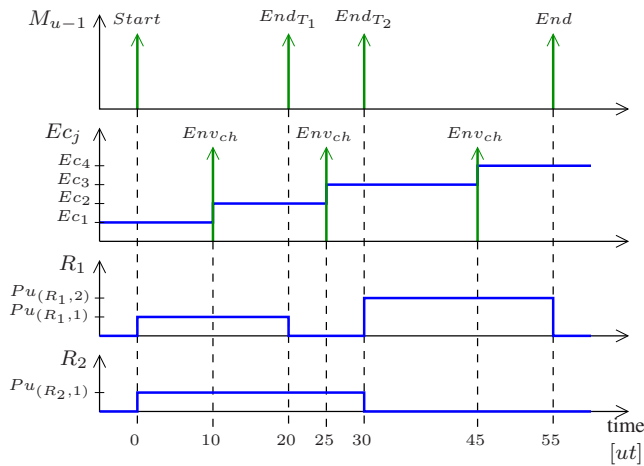 M_{u-1} Start End_{T_1} End_{T_2} End
Ec_j Env_{ch} Env_{ch} Env_{ch}
Ec_4
Ec_3
Ec_2
Ec_1
R_1
Pu_{(R_1,2)}
Pu_{(R_1,1)}
R_2
Pu_{(R_2,1)}
0 10 20 25 30 45 55 time
[ut]